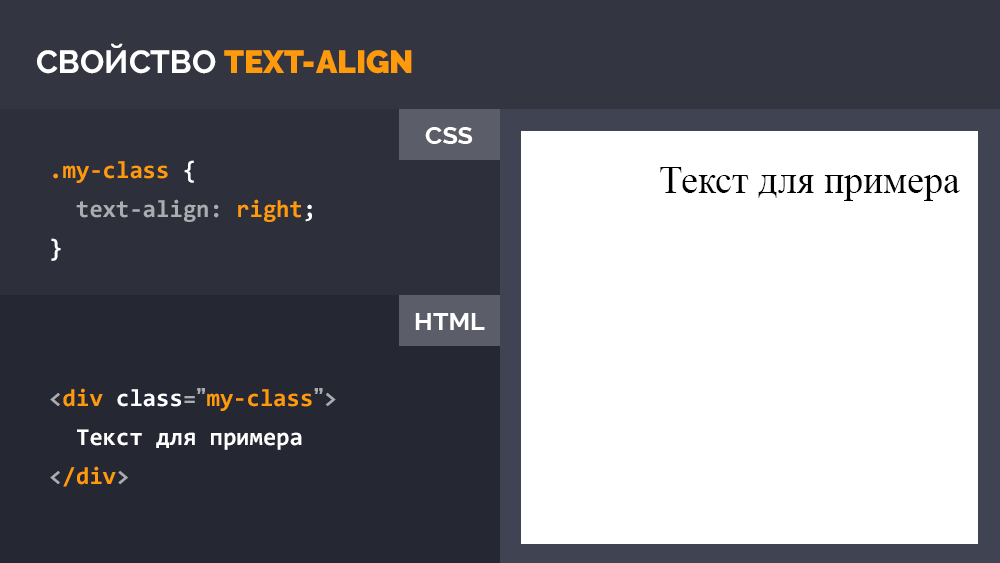 СВОЙСТВО TEXT-ALIGN
CSS
.my-class {
text-align: right;
}
HTML
<div class="my-class">
Текст для примера
</div>
Текст для примера